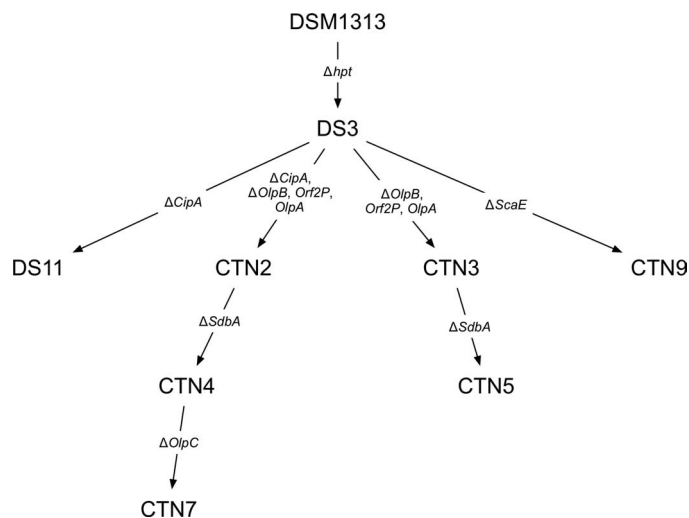 DSM1313
Δhpt
DS3
ΔCipA
ΔCipA,
ΔOlpB, Orf2P,
OlpA
ΔOlpB,
Orf2P, OlpA
ΔScaE
DS11
CTN2
CTN3
CTN9
ΔSdbA
ΔSdbA
CTN4
CTN5
ΔOlpC
CTN7